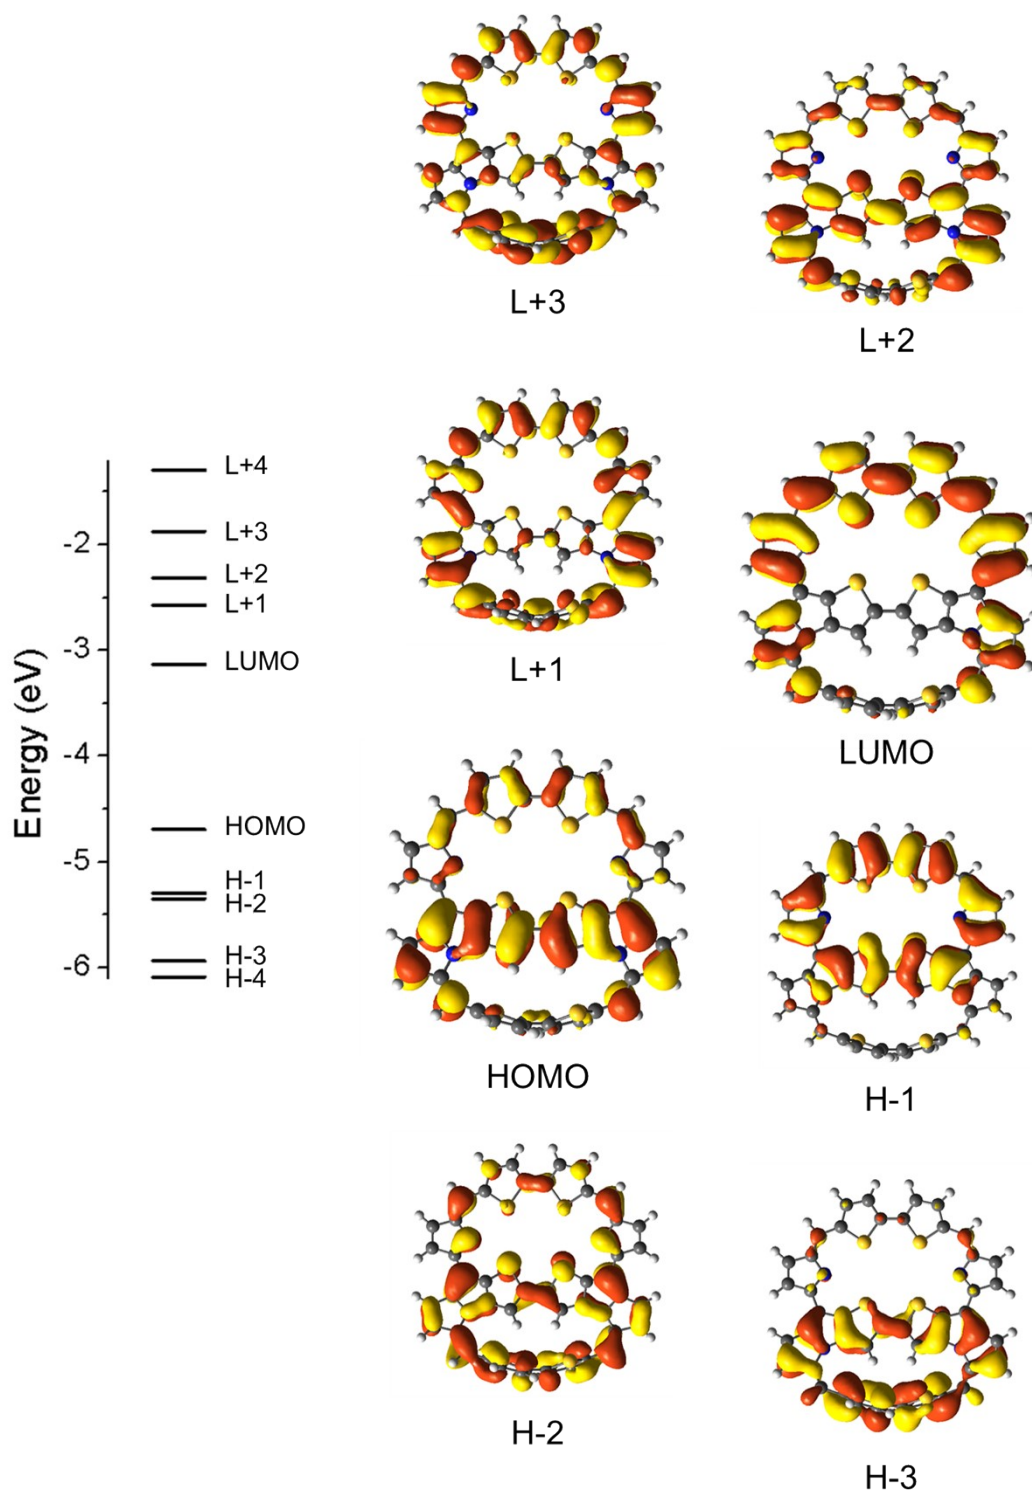 L+3
L+2
L+4
L+3
-2
L+2
L+1
-3
LUMO
L+1
LUMO
Energy (eV)
-4
HOMO
-5
H-1
H-2
H-3
-6
H-4
HOMO
H-1
H-2
H-3